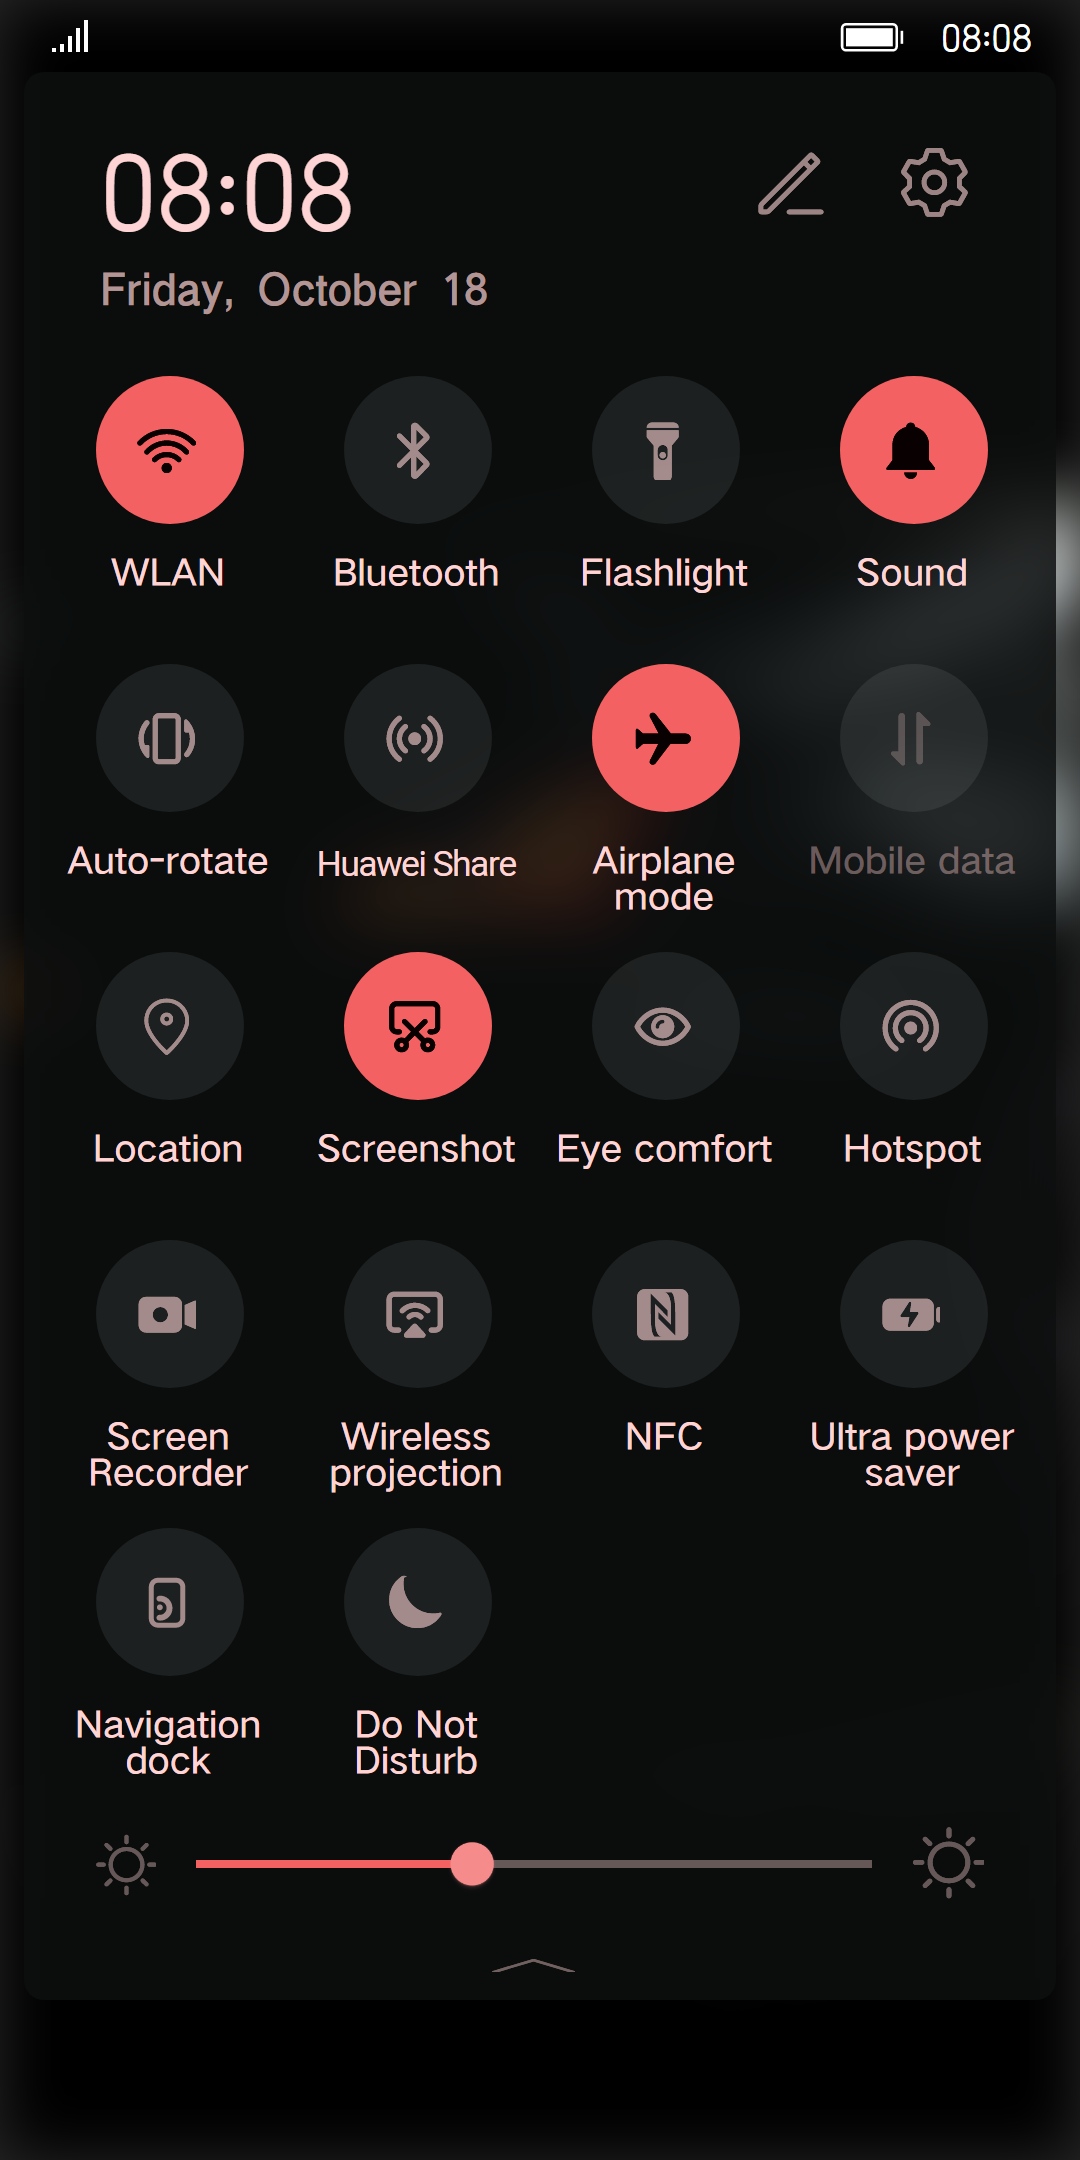 08:08
08:08
Friday, October 18
WLAN
Bluetooth
Flashlight
Sound
Auto-rotate
Huawei Share
Airplane
mode
Mobile data
Location
Screenshot
Eye comfort
Hotspot
Screen
Recorder
Wireless
projection
NFC
Ultra power
saver
Navigation
dock
Do Not
Disturb